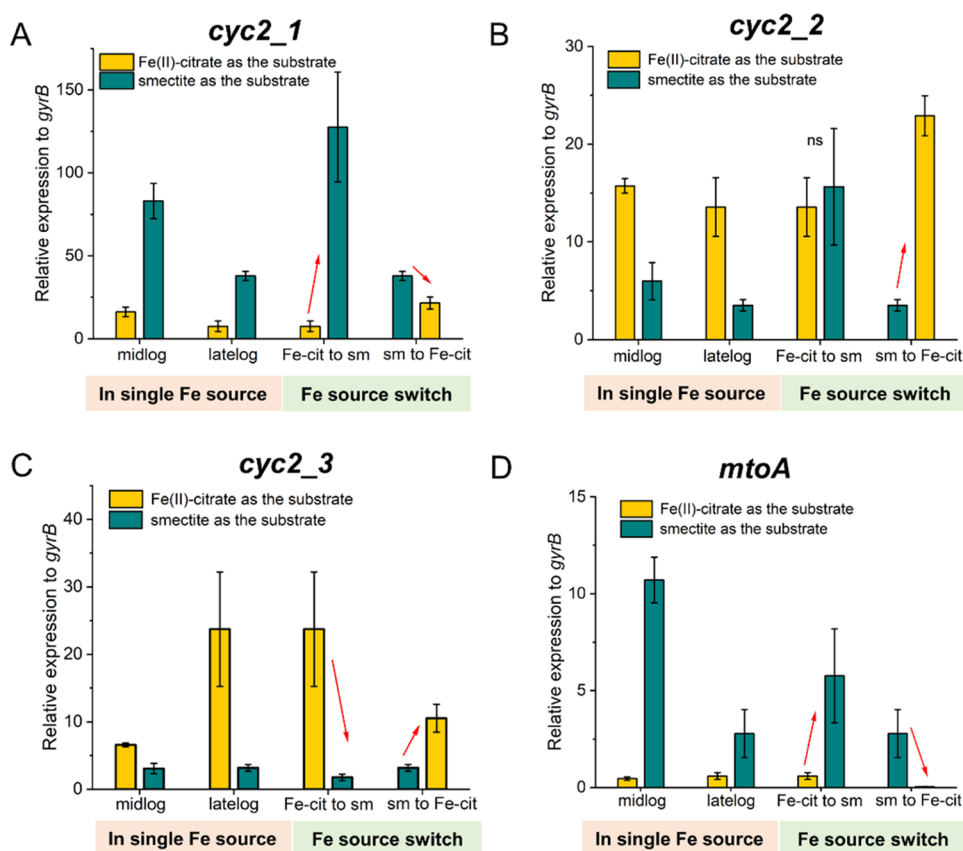 A
cyc2_1
Fe(II)-citrate as the substrate
smectite as the substrate
Relative expression to gyrB
150
100
50
0
midlog latelog Fe-cit to sm sm to Fe-cit
In single Fe source Fe source switch
B
cyc2_2
Fe(II)-citrate as the substrate
smectite as the substrate
Relative expression to gyrB
30
20
10
0
ns
midlog latelog Fe-cit to sm sm to Fe-cit
In single Fe source Fe source switch
C
cyc2_3
Fe(II)-citrate as the substrate
smectite as the substrate
Relative expression to gyrB
40
30
20
10
0
midlog latelog Fe-cit to sm sm to Fe-cit
In single Fe source Fe source switch
D
mtoA
Fe(II)-citrate as the substrate
smectite as the substrate
Relative expression to gyrB
15
10
5
0
midlog latelog Fe-cit to sm sm to Fe-cit
In single Fe source Fe source switch